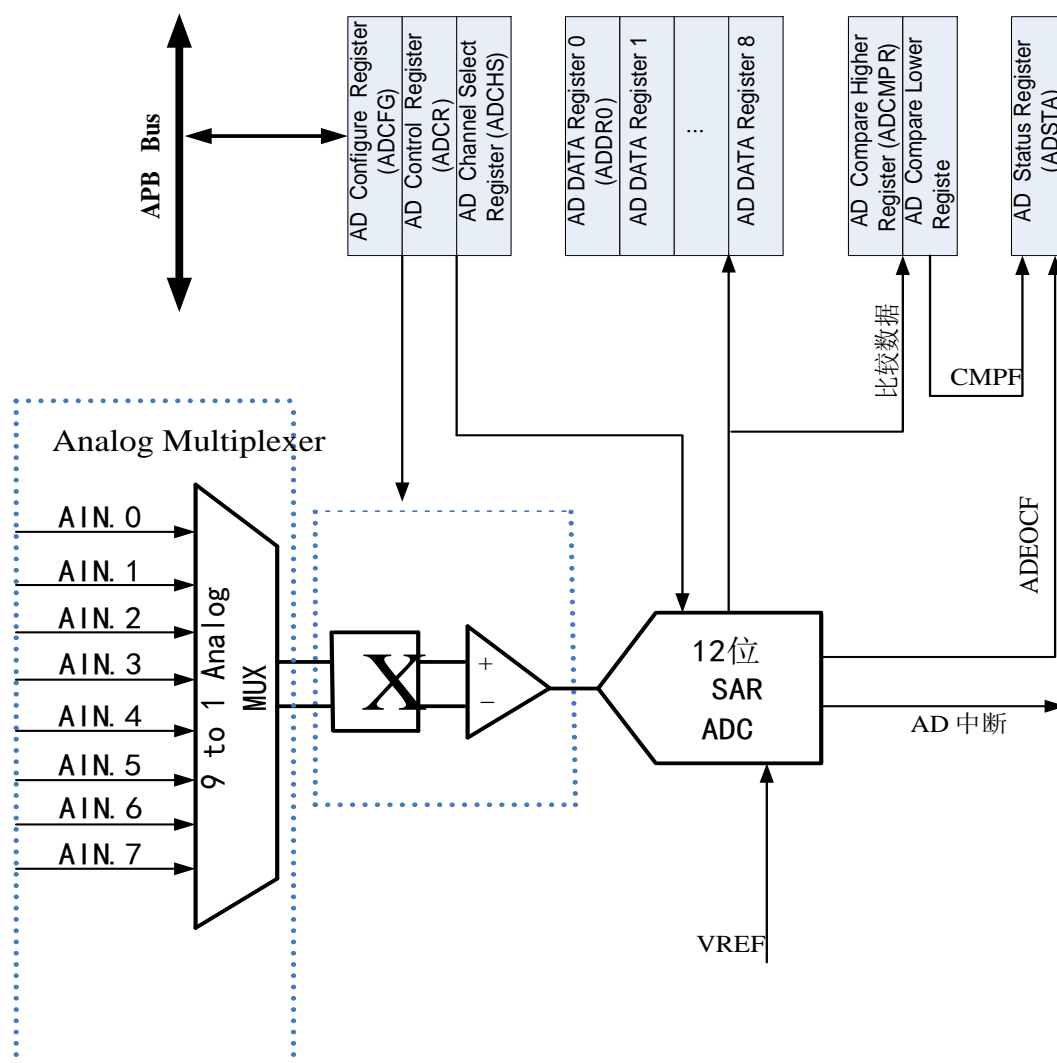 APB Bus
AD Configure Register
(ADCFG)
AD Control Register
(ADCR)
AD Channel Select
Register (ADCHS)
AD DATA Register 0
(ADDR0)
AD DATA Register 1
...
AD DATA Register 8
AD Compare Higher
Register (ADCMPR)
AD Compare Lower
Registe
AD Status Register
(ADSTA)
比较数据
CMPF
ADEOCF
Analog Multiplexer
AIN.0
AIN.1
AIN.2
AIN.3
AIN.4
AIN.5
AIN.6
AIN.7
9 to 1 Analog
MUX
X
+
−
12位
SAR
ADC
AD 中断
VREF